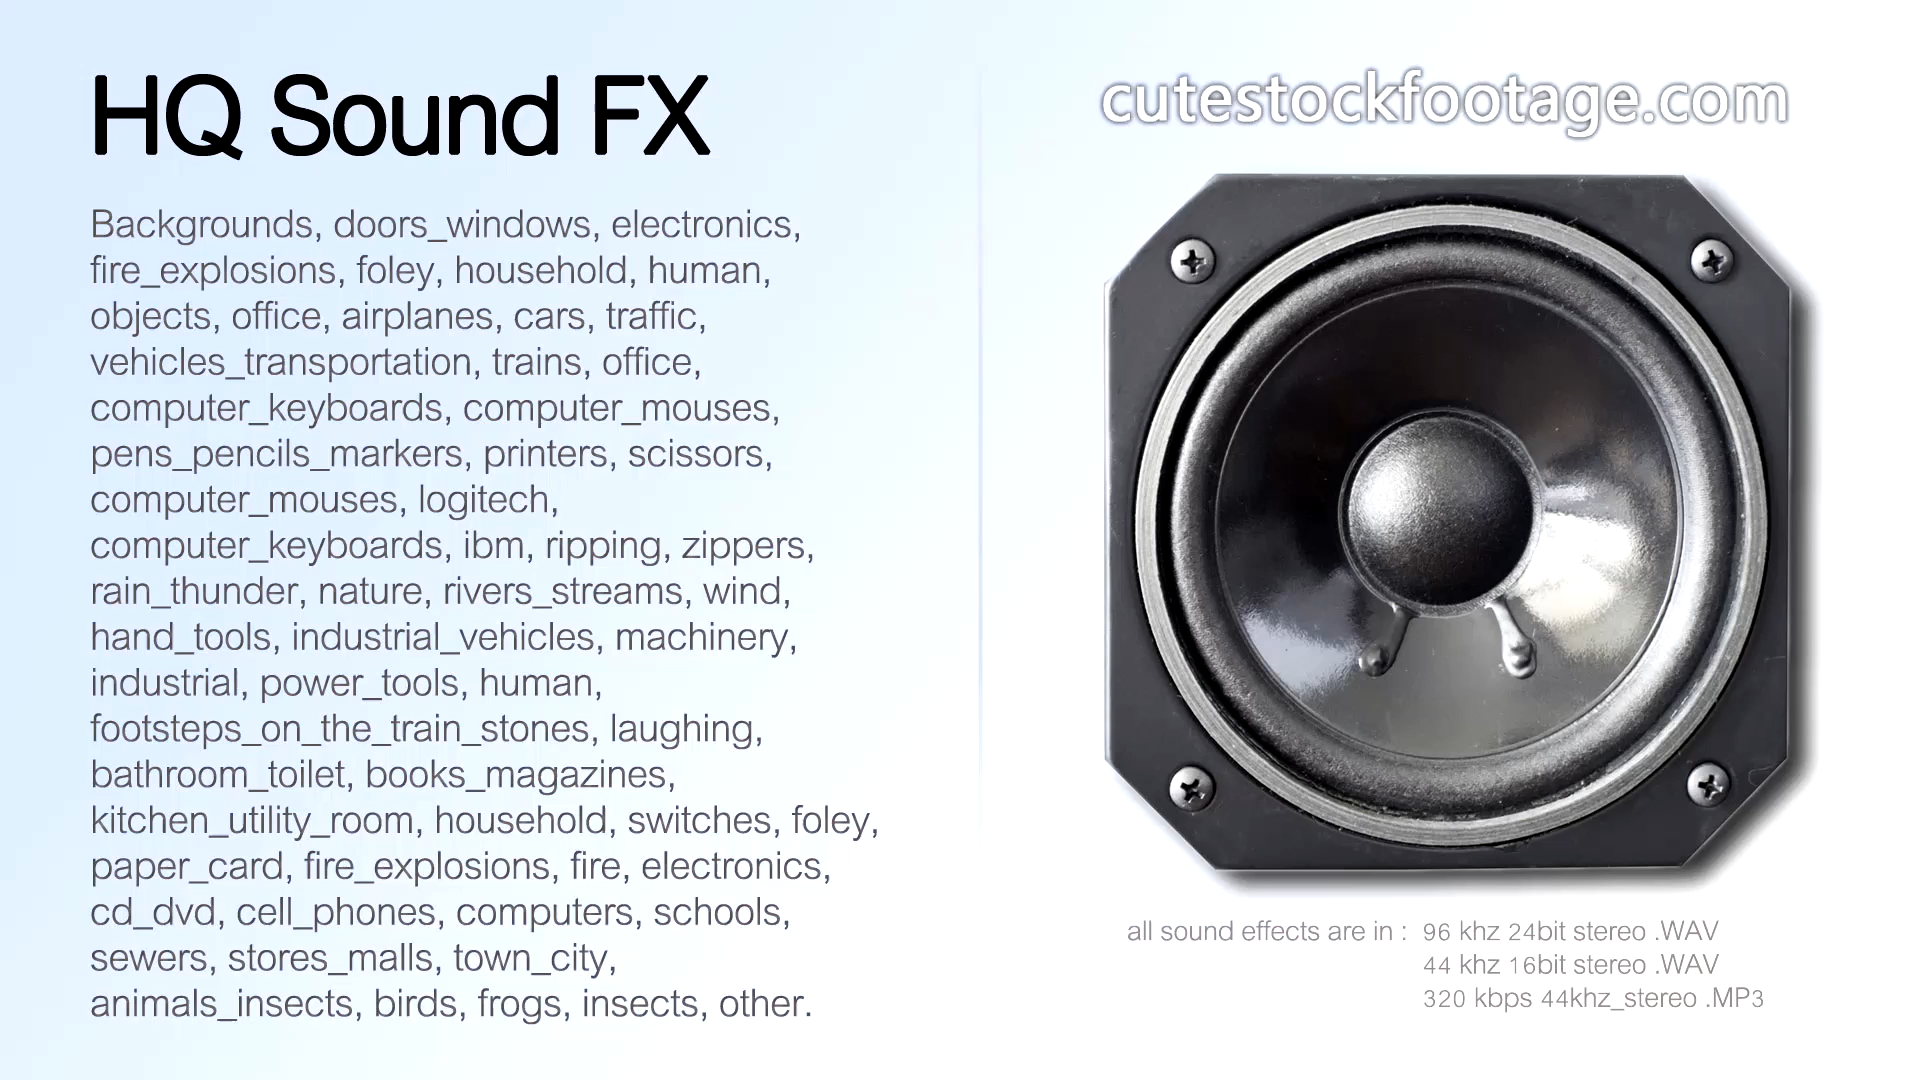 HQ Sound FX
Backgrounds, doors_windows, electronics,
fire_explosions, foley, household, human,
objects, office, airplanes, cars, traffic,
vehicles_transportation, trains, office,
computer_keyboards, computer_mouses,
pens_pencils_markers, printers, scissors,
computer_mouses, logitech,
computer_keyboards, ibm, ripping, zippers,
rain_thunder, nature, rivers_streams, wind,
hand_tools, industrial_vehicles, machinery,
industrial, power_tools, human,
footsteps_on_the_train_stones, laughing,
bathroom_toilet, books_magazines,
kitchen_utility_room, household, switches, foley,
paper_card, fire_explosions, fire, electronics,
cd_dvd, cell_phones, computers, schools,
sewers, stores_malls, town_city,
animals_insects, birds, frogs, insects, other.
cutestockfootage.com
all sound effects are in : 96 khz 24bit stereo .WAV
44 khz 16bit stereo .WAV
320 kbps 44khz_stereo .MP3